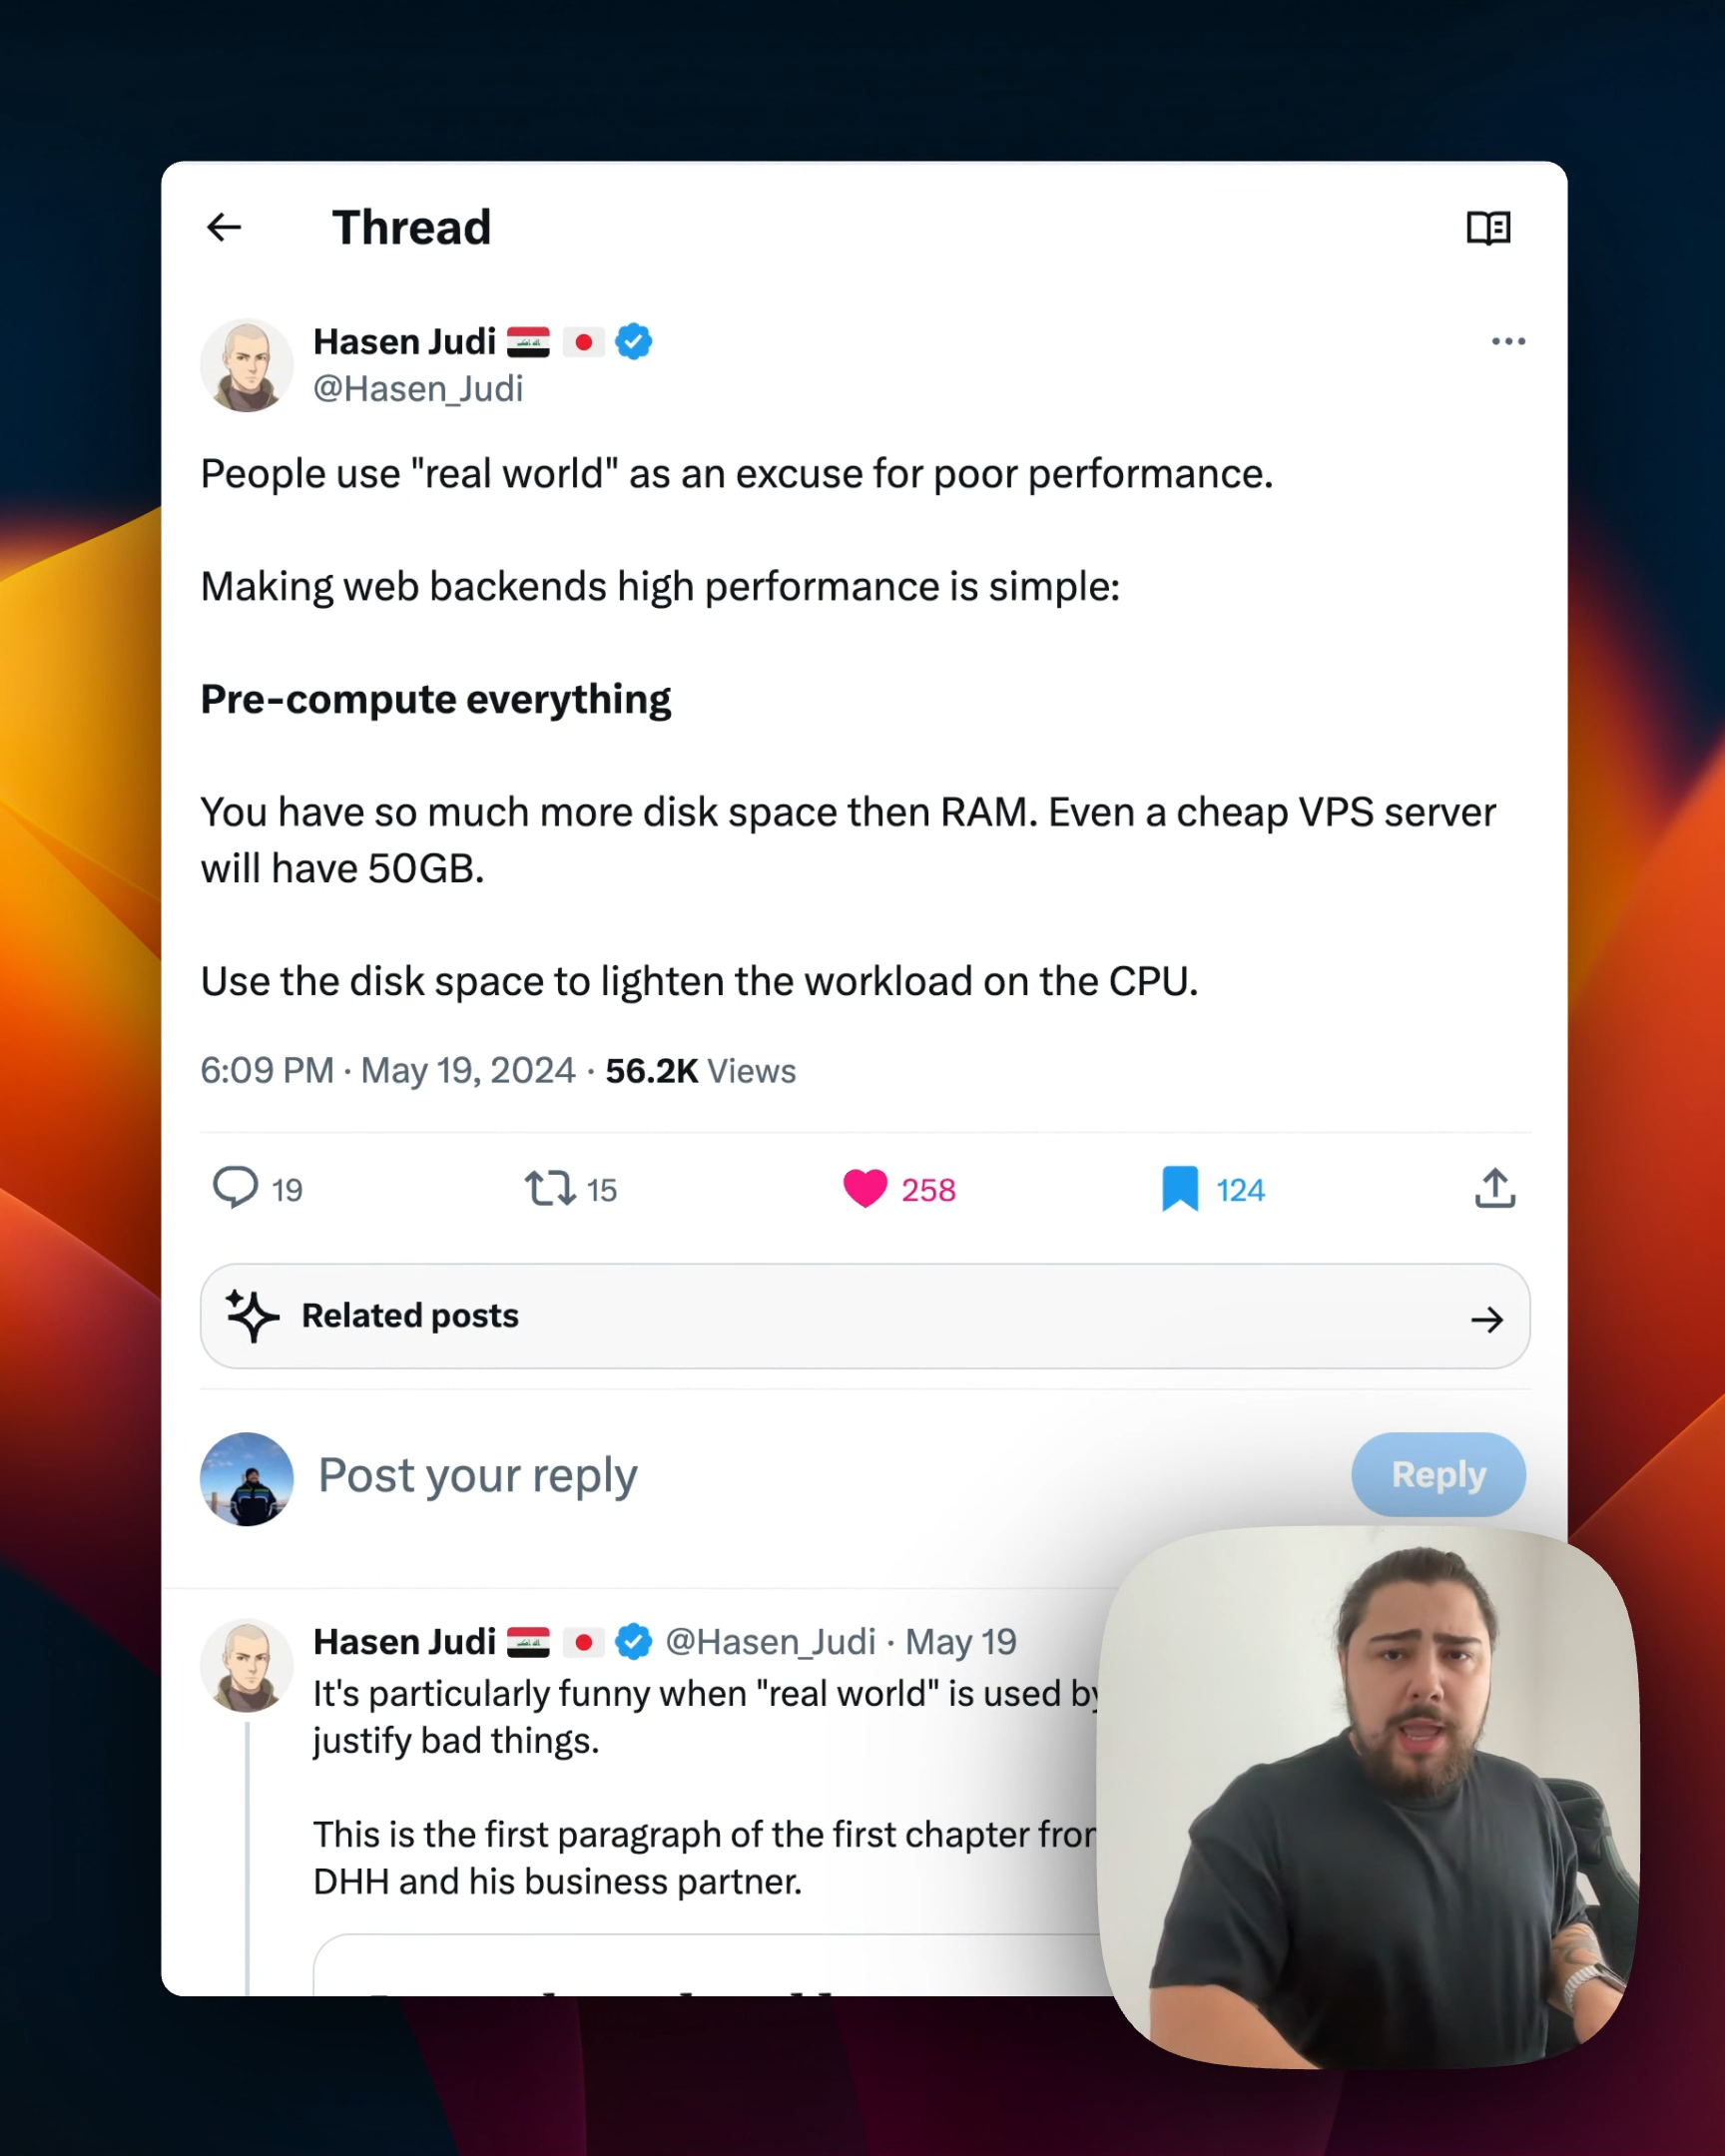 Thread
Hasen Judi
@Hasen_Judi
People use "real world" as an excuse for poor performance.
Making web backends high performance is simple:
Pre-compute everything
You have so much more disk space then RAM. Even a cheap VPS server
will have 50GB.
Use the disk space to lighten the workload on the CPU.
6:09 PM · May 19, 2024 · 56.2K Views
19 15 258 124
Related posts
Post your reply
Reply
Hasen Judi @Hasen_Judi · May 19
It's particularly funny when "real world" is used by
justify bad things.
This is the first paragraph of the first chapter from
DHH and his business partner.